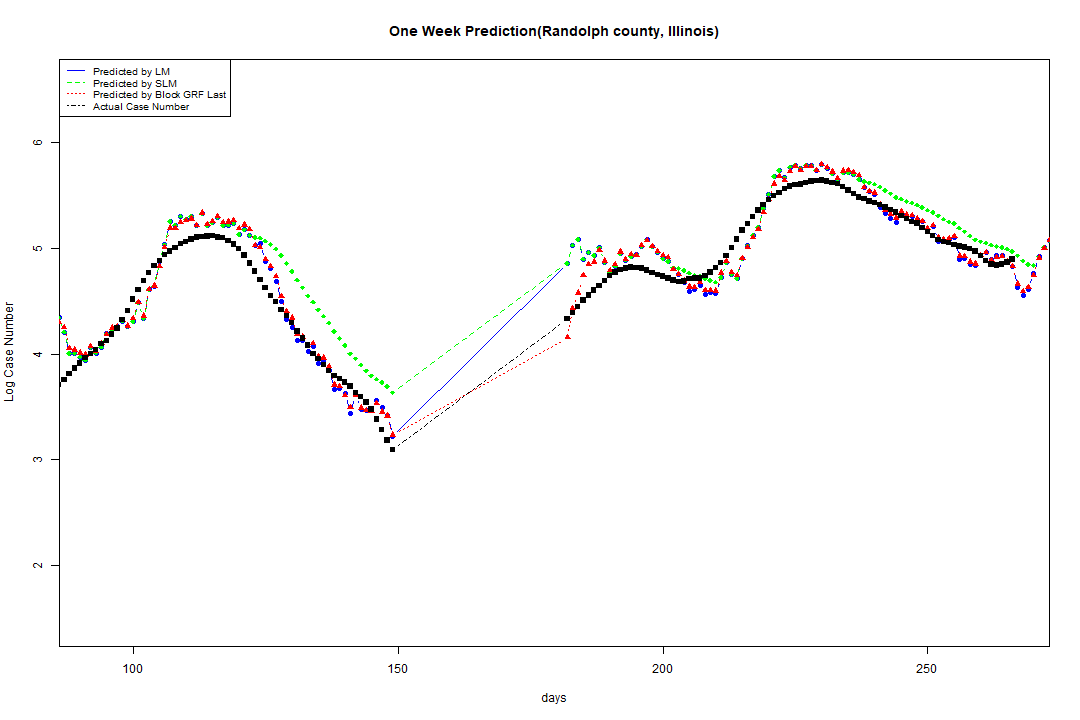 One Week Prediction(Randolph county, Illinois)
Predicted by LM
Predicted by SLM
Predicted by Block GRF Last
Actual Case Number
6
5
4
3
2
Log Case Number
100
150
200
250
days